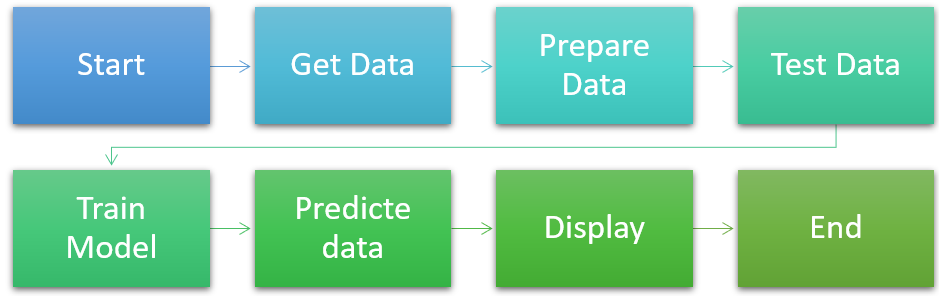 Start
Get Data
Prepare
Data
Test Data
Train
Model
Predicte
data
Display
End